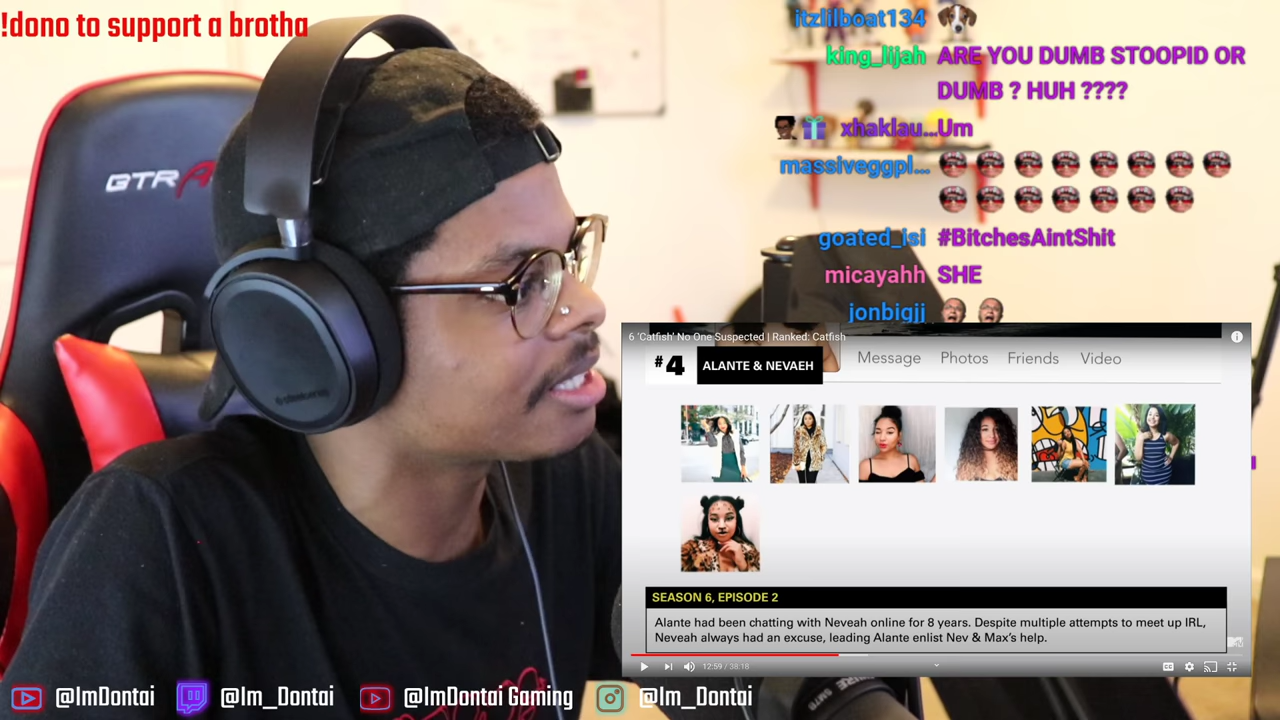 !dono to support a brotha
itzlilboat134
king_lijah ARE YOU DUMB STOOPID OR
DUMB ? HUH ????
xhaklau... Um
massiveggpl...
goated_isi #BitchesAintShit
micayahh SHE
jonbigjj
GTRA
steelseries
6 'Catfish' No One Suspected | Ranked: Catfish
#4 ALANTE & NEVAEH
Message Photos Friends Video
SEASON 6, EPISODE 2
Alante had been chatting with Neveah online for 8 years. Despite multiple attempts to meet up IRL,
Neveah always had an excuse, leading Alante enlist Nev & Max's help.
12:59 / 38:18
CC
@ImDontai @Im_Dontai @ImDontai Gaming @Im_Dontai